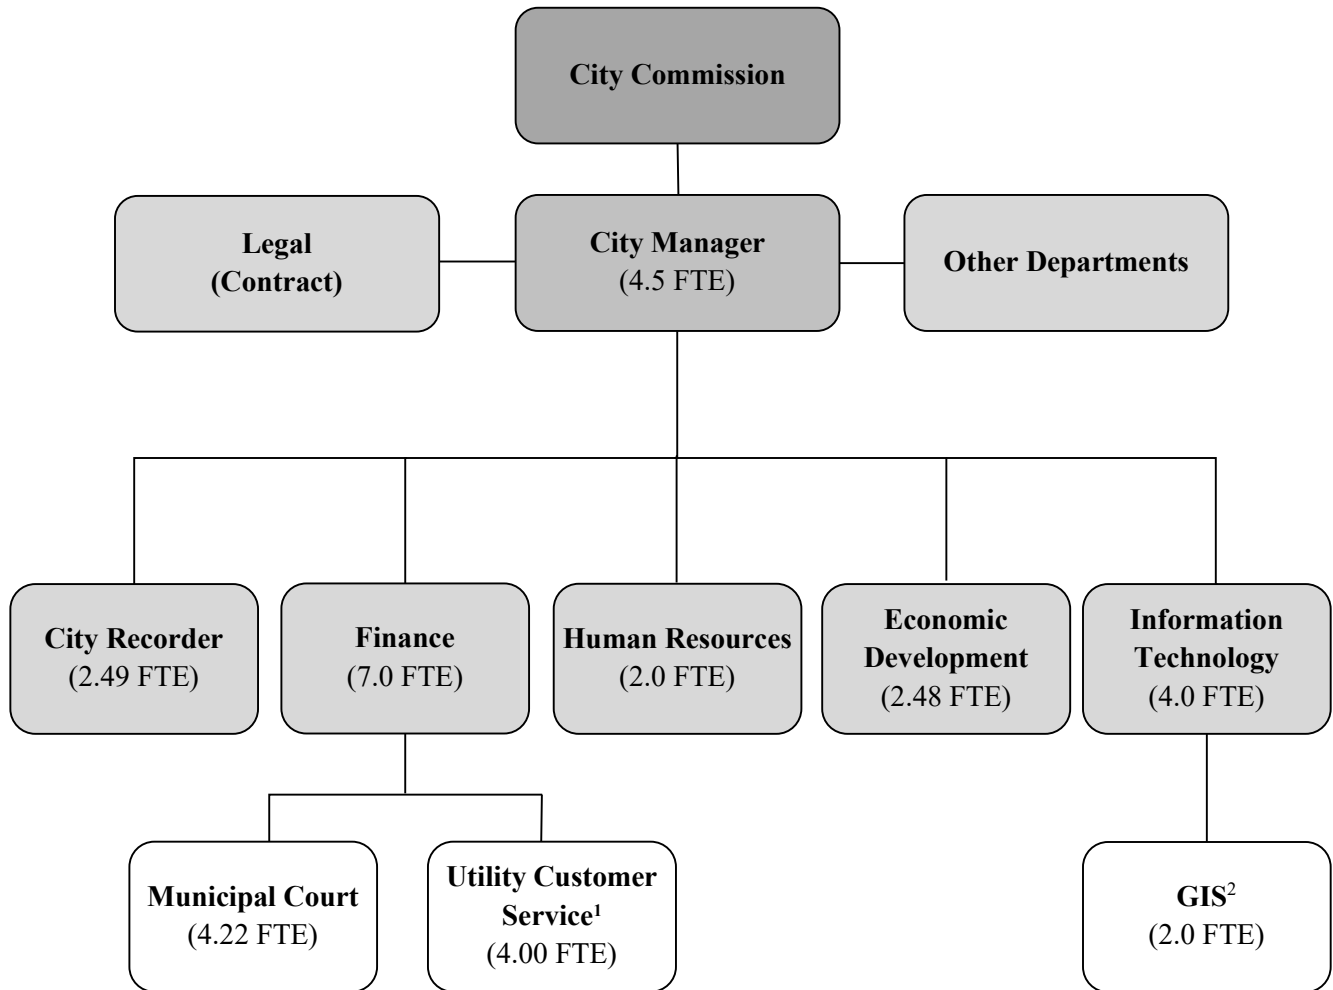 City Commission
Legal
(Contract)
City Manager
(4.5 FTE)
Other Departments
City Recorder
(2.49 FTE)
Finance
(7.0 FTE)
Human Resources
(2.0 FTE)
Economic
Development
(2.48 FTE)
Information
Technology
(4.0 FTE)
Municipal Court
(4.22 FTE)
Utility Customer
Service¹
(4.00 FTE)
GIS²
(2.0 FTE)